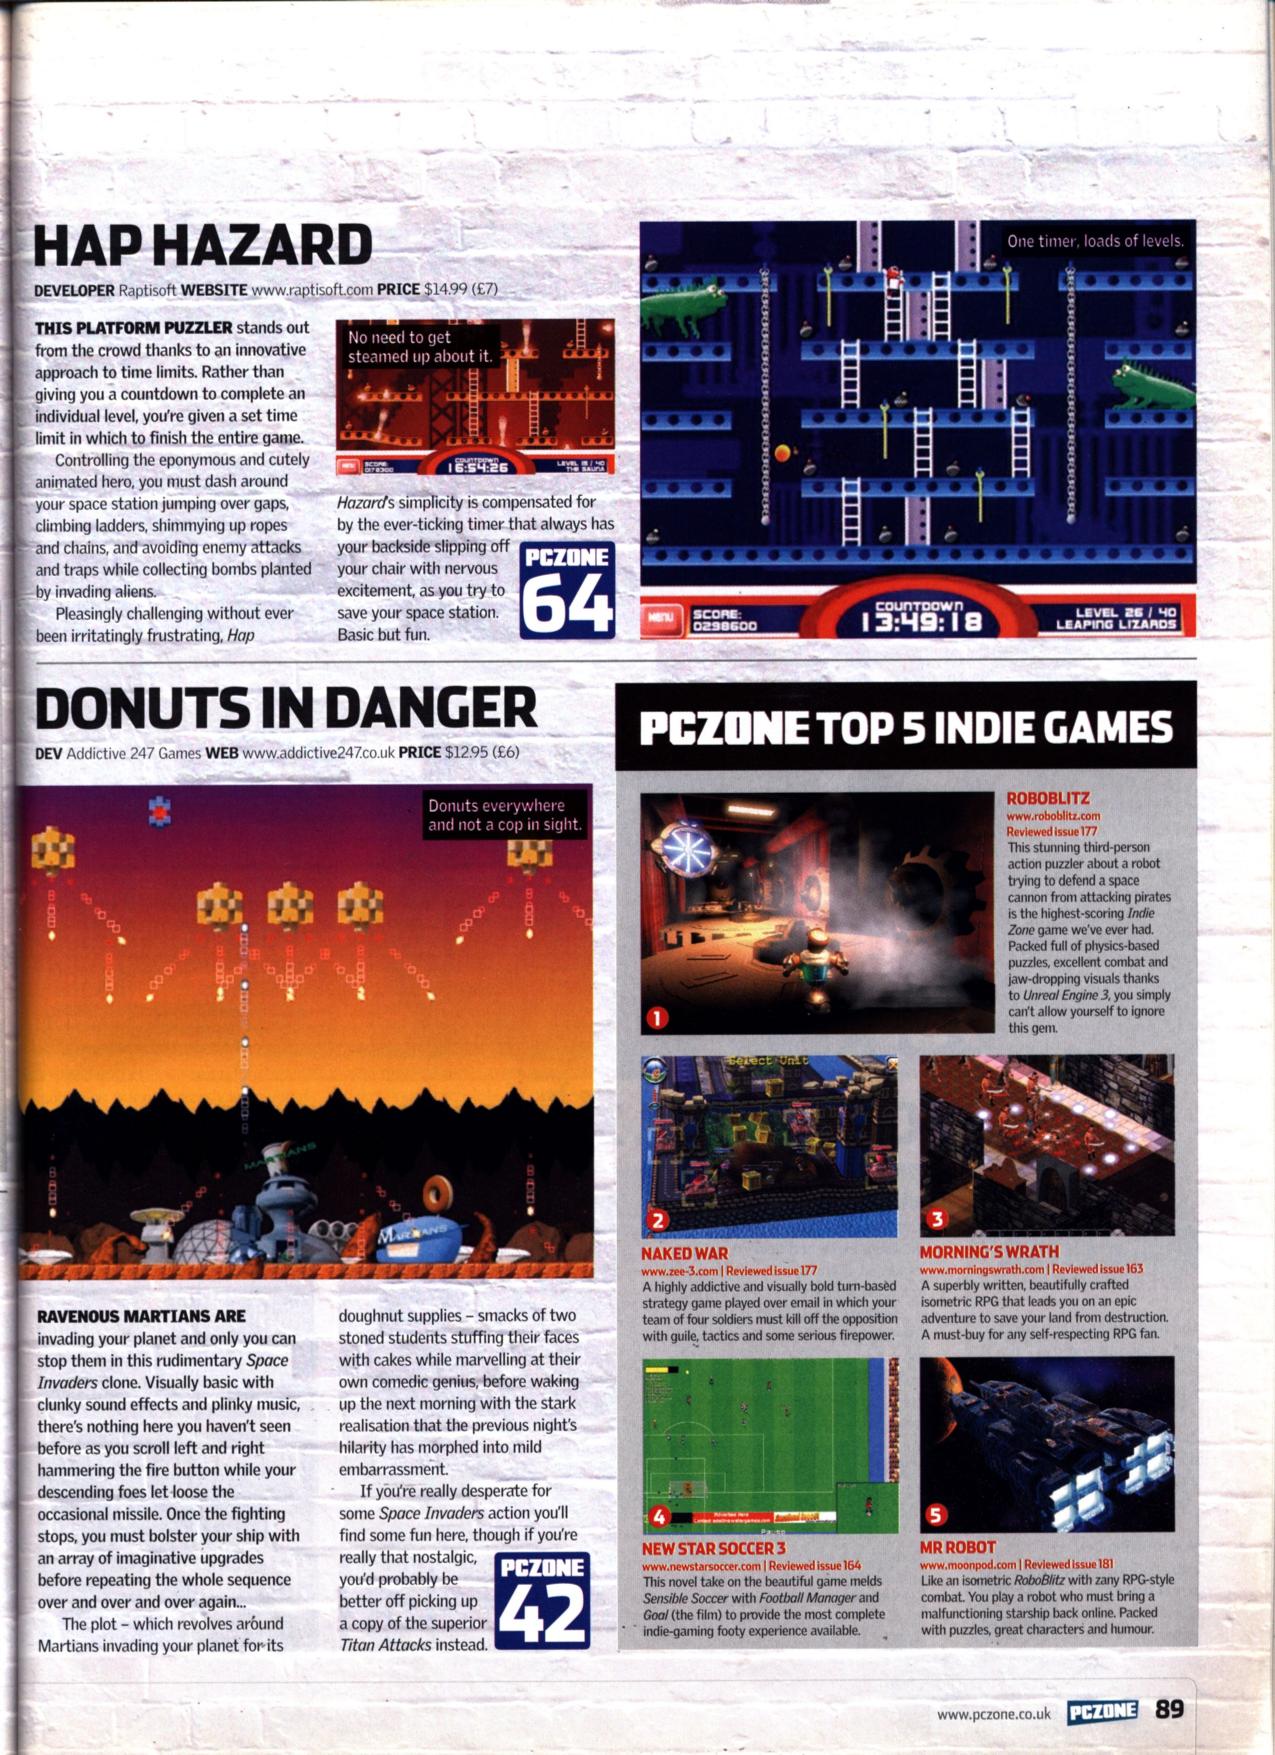 HAP HAZARD
DEVELOPER Raptisoft WEBSITE www.raptisoft.com PRICE $14.99 (£7)
THIS PLATFORM PUZZLER stands out
from the crowd thanks to an innovative
approach to time limits. Rather than
giving you a countdown to complete an
individual level, you're given a set time
limit in which to finish the entire game.
Controlling the eponymous and cutely
animated hero, you must dash around
your space station jumping over gaps,
climbing ladders, shimmying up ropes
and chains, and avoiding enemy attacks
and traps while collecting bombs planted
by invading aliens.
Pleasingly challenging without ever
been irritatingly frustrating, Hap
No need to get
steamed up about it.
MENU
SCORE:
0178300
COUNTDOWN
16:54:26
LEVEL 15 / 40
THE SAUNA
Hazard's simplicity is compensated for
by the ever-ticking timer that always has
your backside slipping off
your chair with nervous
excitement, as you try to
save your space station.
Basic but fun.
PCZONE
64
One timer, loads of levels.
MENU
SCORE:
0298600
COUNTDOWN
13:49:18
LEVEL 26 / 40
LEAPING LIZARDS
DONUTS IN DANGER
DEV Addictive 247 Games WEB www.addictive247.co.uk PRICE $12.95 (£6)
Donuts everywhere
and not a cop in sight.
MARTIANS
MARTIANS
RAVENOUS MARTIANS ARE
invading your planet and only you can
stop them in this rudimentary Space
Invaders clone. Visually basic with
clunky sound effects and plinky music,
there's nothing here you haven't seen
before as you scroll left and right
hammering the fire button while your
descending foes let loose the
occasional missile. Once the fighting
stops, you must bolster your ship with
an array of imaginative upgrades
before repeating the whole sequence
over and over and over again...
The plot – which revolves around
Martians invading your planet for its
doughnut supplies – smacks of two
stoned students stuffing their faces
with cakes while marvelling at their
own comedic genius, before waking
up the next morning with the stark
realisation that the previous night's
hilarity has morphed into mild
embarrassment.
If you're really desperate for
some Space Invaders action you'll
find some fun here, though if you're
really that nostalgic,
you'd probably be
better off picking up
a copy of the superior
Titan Attacks instead.
PCZONE
42
PCZONE TOP 5 INDIE GAMES
1
ROBOBLITZ
www.roboblitz.com
Reviewed issue 177
This stunning third-person
action puzzler about a robot
trying to defend a space
cannon from attacking pirates
is the highest-scoring Indie
Zone game we've ever had.
Packed full of physics-based
puzzles, excellent combat and
jaw-dropping visuals thanks
to Unreal Engine 3, you simply
can't allow yourself to ignore
this gem.
Select Unit
2
NAKED WAR
www.zee-3.com | Reviewed issue 177
A highly addictive and visually bold turn-based
strategy game played over email in which your
team of four soldiers must kill off the opposition
with guile, tactics and some serious firepower.
3
MORNING'S WRATH
www.morningswrath.com | Reviewed issue 163
A superbly written, beautifully crafted
isometric RPG that leads you on an epic
adventure to save your land from destruction.
A must-buy for any self-respecting RPG fan.
4
Pause
NEW STAR SOCCER 3
www.newstarsoccer.com | Reviewed issue 164
This novel take on the beautiful game melds
Sensible Soccer with Football Manager and
Goal (the film) to provide the most complete
indie-gaming footy experience available.
5
MR ROBOT
www.moonpod.com | Reviewed issue 181
Like an isometric RoboBlitz with zany RPG-style
combat. You play a robot who must bring a
malfunctioning starship back online. Packed
with puzzles, great characters and humour.
www.pczone.co.uk PCZONE 89